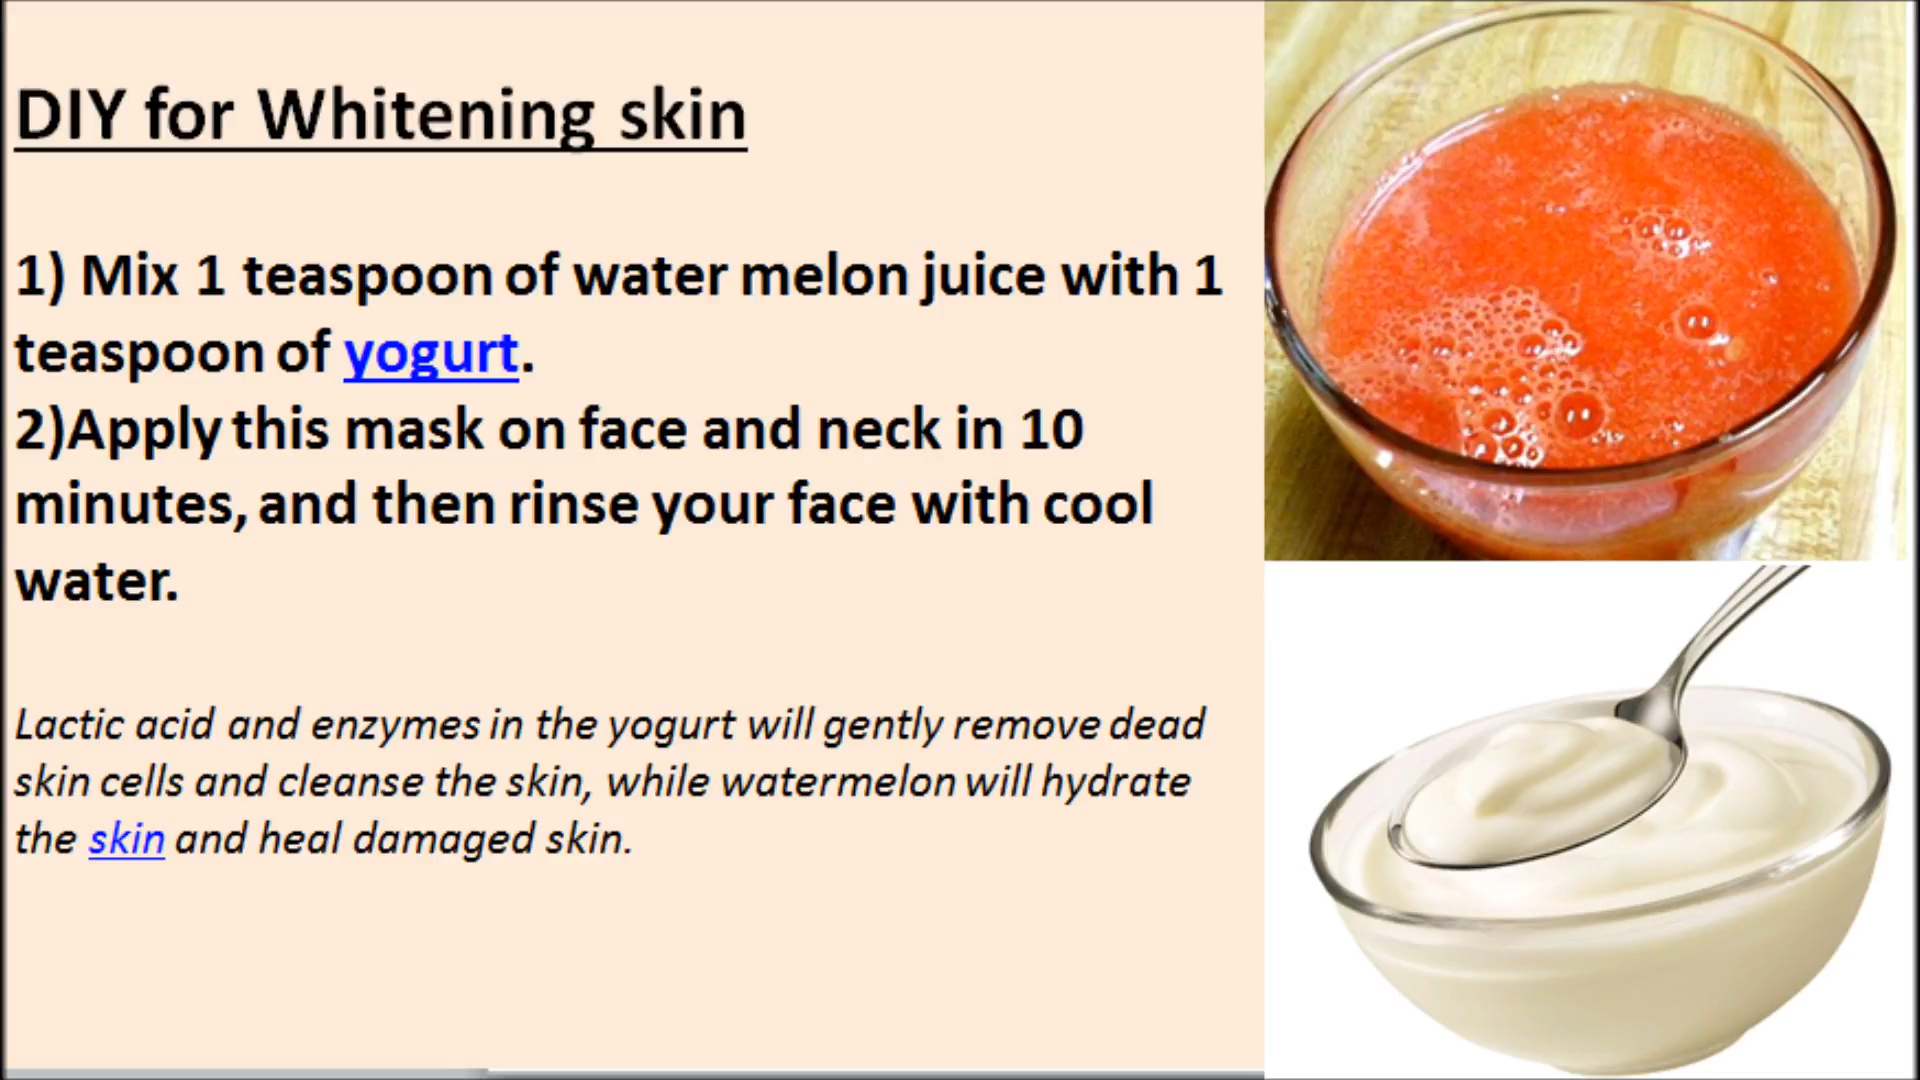 DIY for Whitening skin
1) Mix 1 teaspoon of water melon juice with 1
teaspoon of yogurt.
2)Apply this mask on face and neck in 10
minutes, and then rinse your face with cool
water.
Lactic acid and enzymes in the yogurt will gently remove dead
skin cells and cleanse the skin, while watermelon will hydrate
the skin and heal damaged skin.